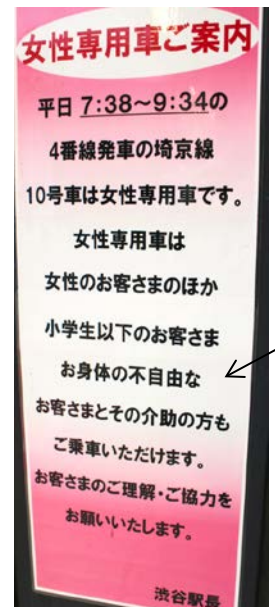 女性専用車ご案内
平日 7:38～9:34の
4番線発車の埼京線
10号車は女性専用車です。
女性専用車は
女性のお客さまのほか
小学生以下のお客さま
お身体の不自由な
お客さまとその介助の方も
ご乗車いただけます。
お客さまのご理解・ご協力を
お願いいたします。
渋谷駅長